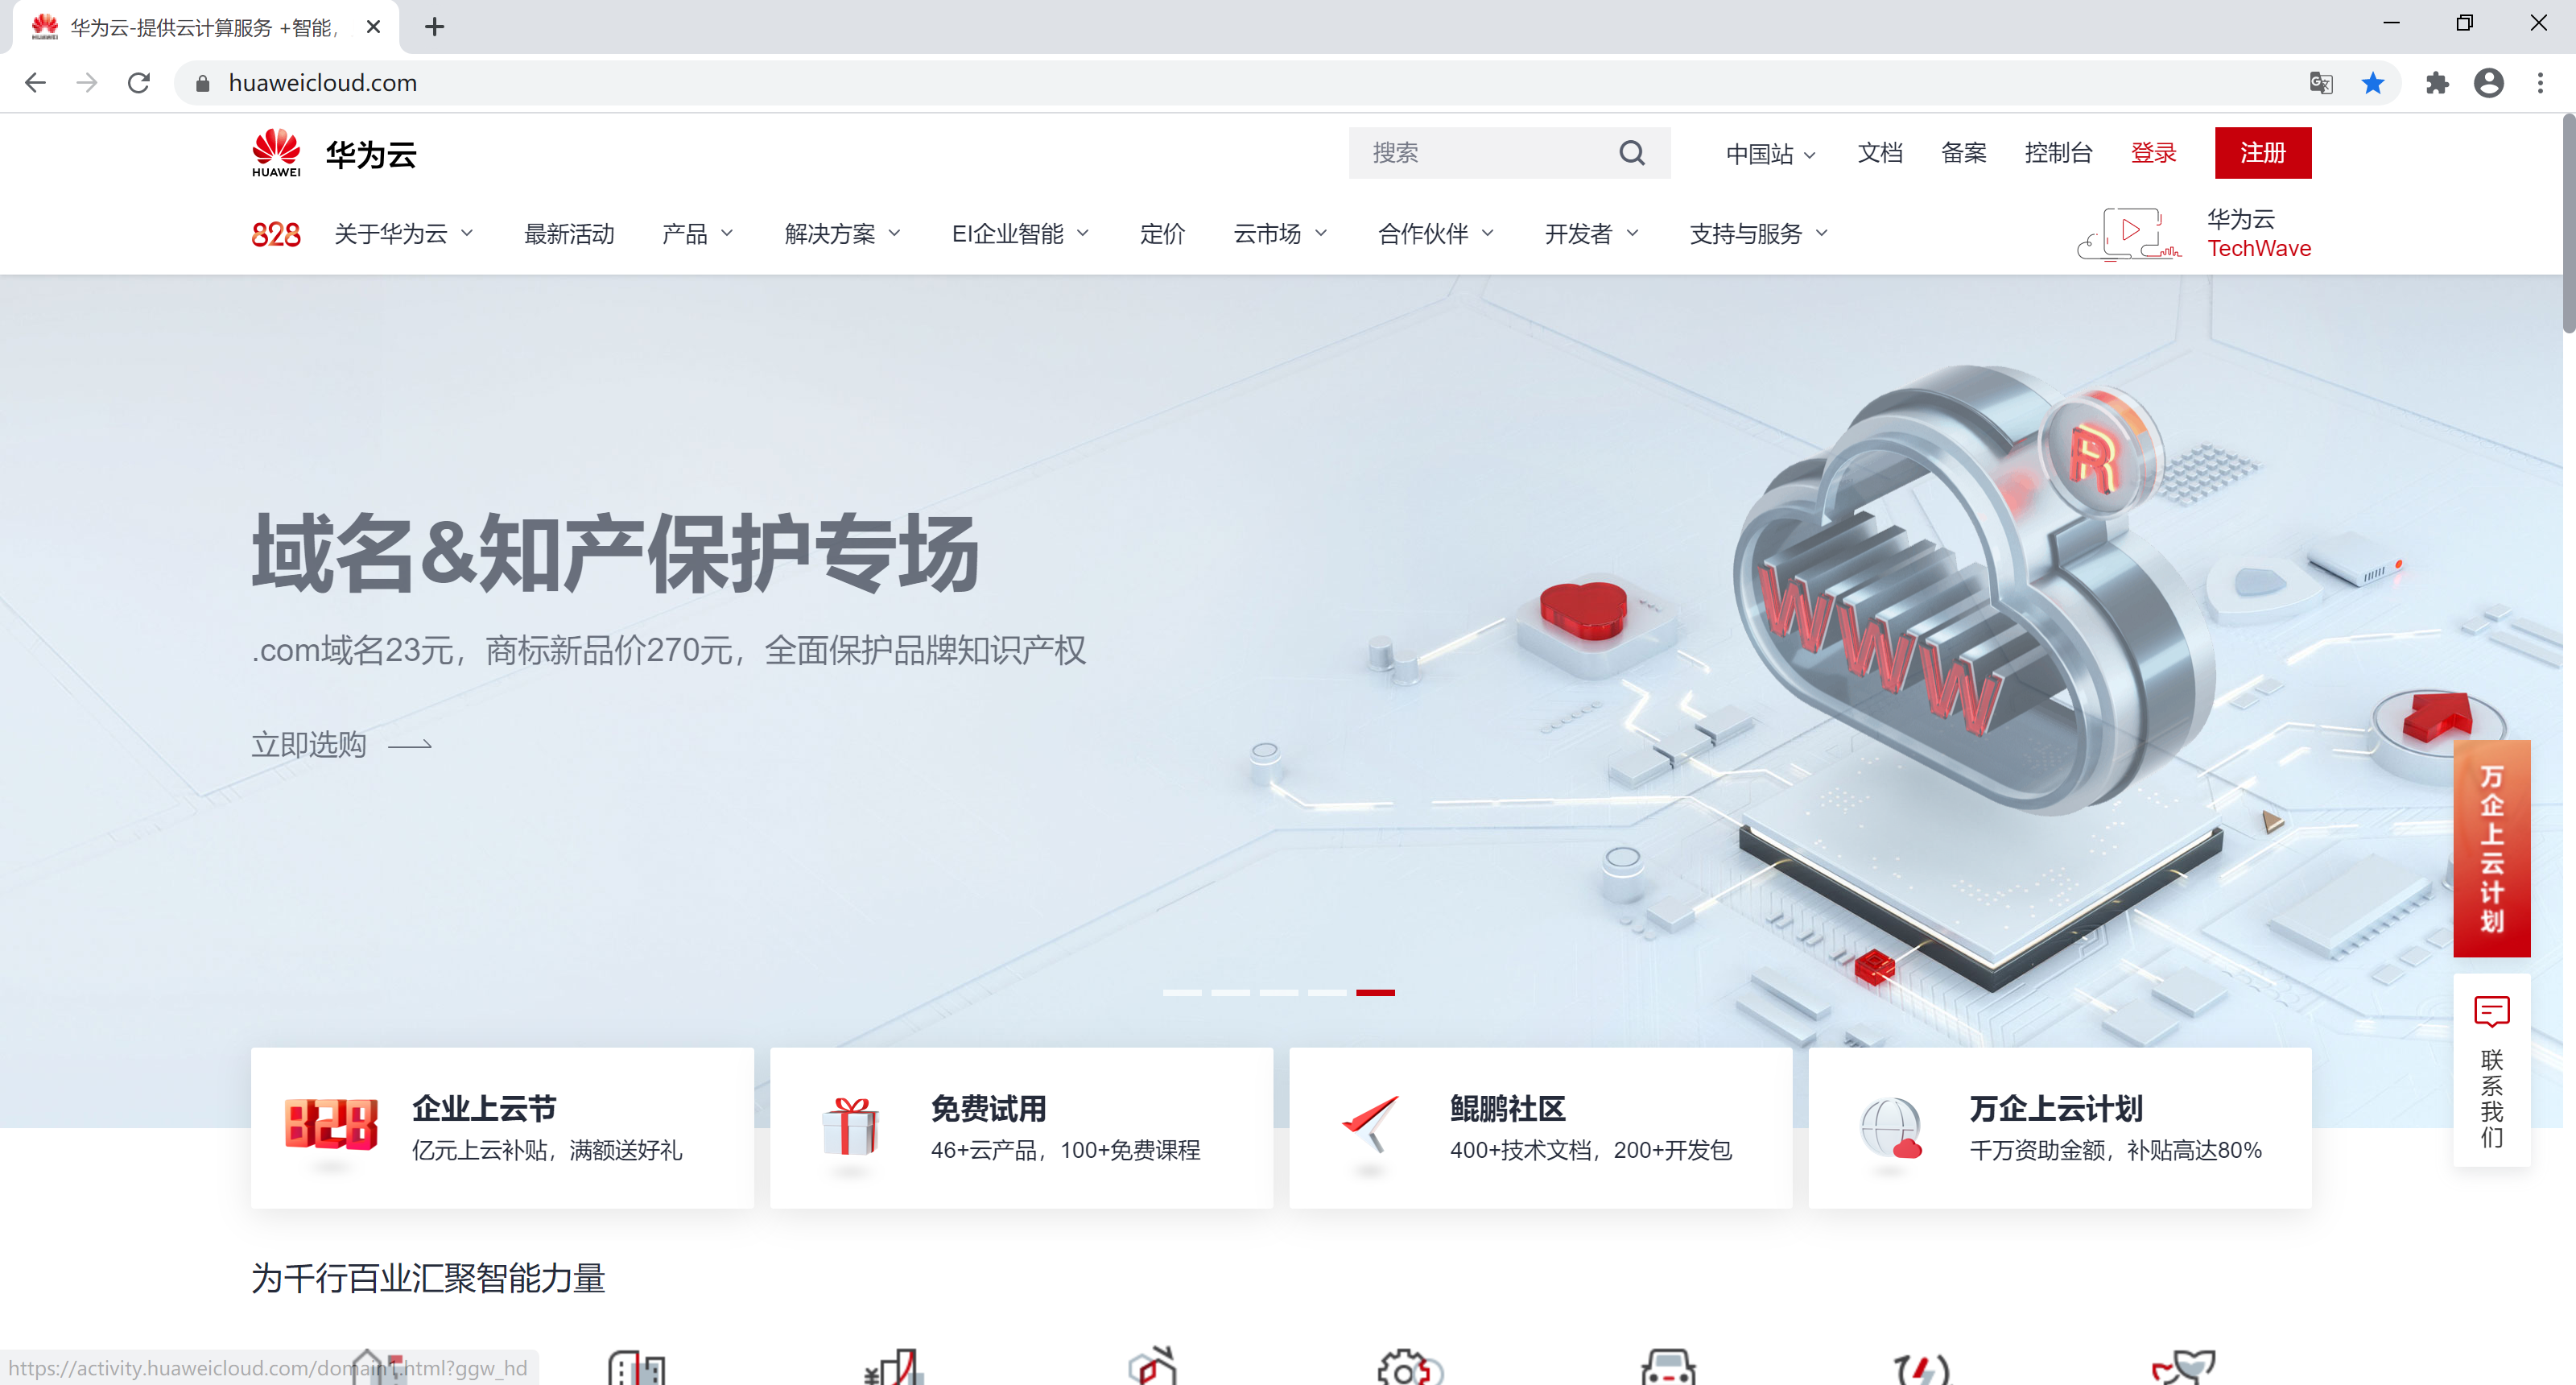 华为云-提供云计算服务 +智能,
huaweicloud.com
HUAWEI
华为云
搜索
中国站
文档
备案
控制台
登录
注册
828
关于华为云
最新活动
产品
解决方案
EI企业智能
定价
云市场
合作伙伴
开发者
支持与服务
华为云
TechWave
域名&知产保护专场
.com域名23元，商标新品价270元，全面保护品牌知识产权
立即选购
R
WWW
万企上云计划
联系我们
828
企业上云节
亿元上云补贴，满额送好礼
免费试用
46+云产品，100+免费课程
鲲鹏社区
400+技术文档，200+开发包
万企上云计划
千万资助金额，补贴高达80%
为千行百业汇聚智能力量
https://activity.huaweicloud.com/domain1.html?ggw_hd